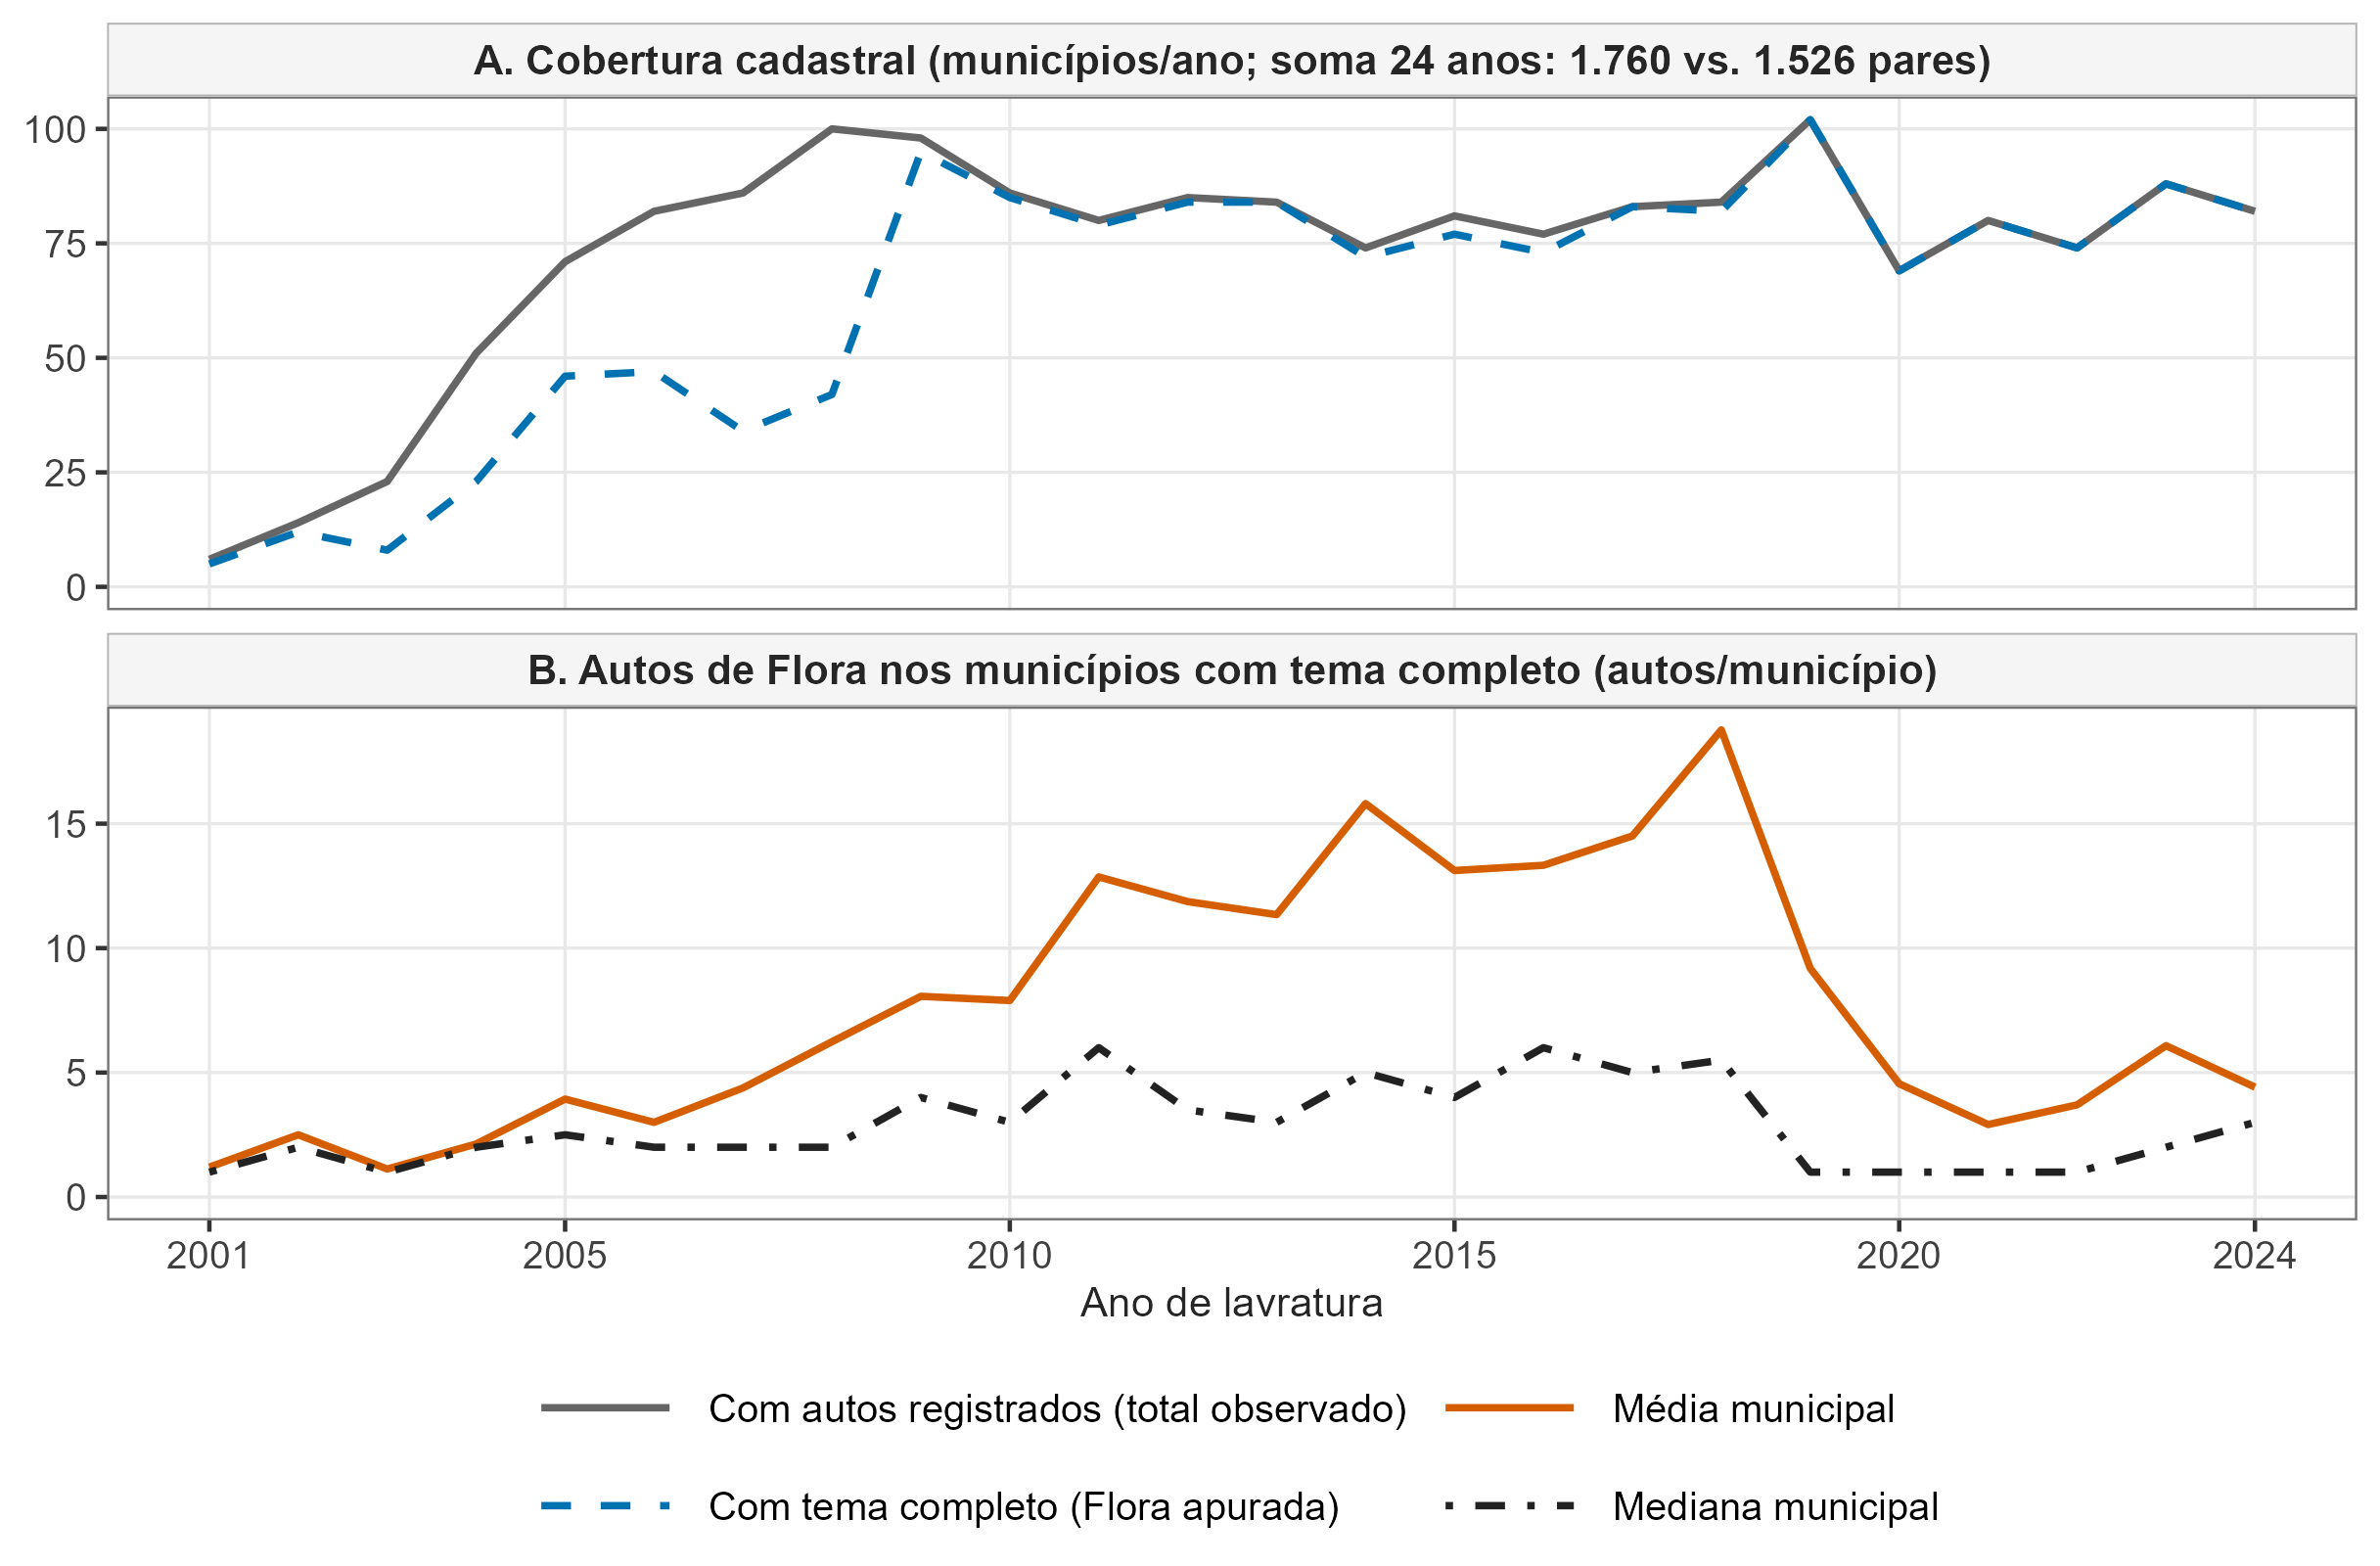 A. Cobertura cadastral (municípios/ano; soma 24 anos: 1.760 vs. 1.526 pares)
100
75
50
25
0
B. Autos de Flora nos municípios com tema completo (autos/município)
15
10
5
0
2001 2005 2010 2015 2020 2024
Ano de lavratura
Com autos registrados (total observado) Média municipal
Com tema completo (Flora apurada) Mediana municipal